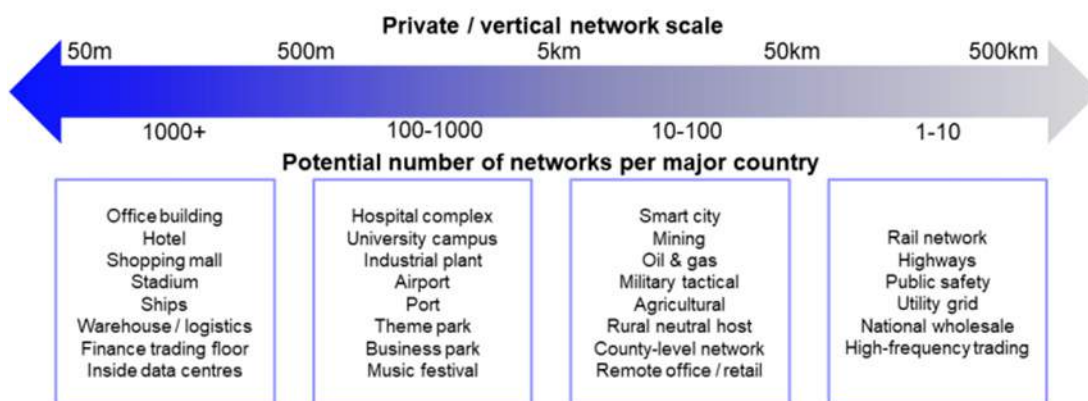 Private / vertical network scale
50m 500m 5km 50km 500km
1000+ 100-1000 10-100 1-10
Potential number of networks per major country
Office building
Hotel
Shopping mall
Stadium
Ships
Warehouse / logistics
Finance trading floor
Inside data centres
Hospital complex
University campus
Industrial plant
Airport
Port
Theme park
Business park
Music festival
Smart city
Mining
Oil & gas
Military tactical
Agricultural
Rural neutral host
County-level network
Remote office / retail
Rail network
Highways
Public safety
Utility grid
National wholesale
High-frequency trading